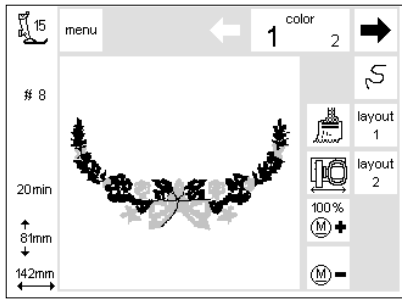 15
menu
color
1 2
# 8
layout
1
layout
2
20min
100%
M +
81mm
142mm
M -